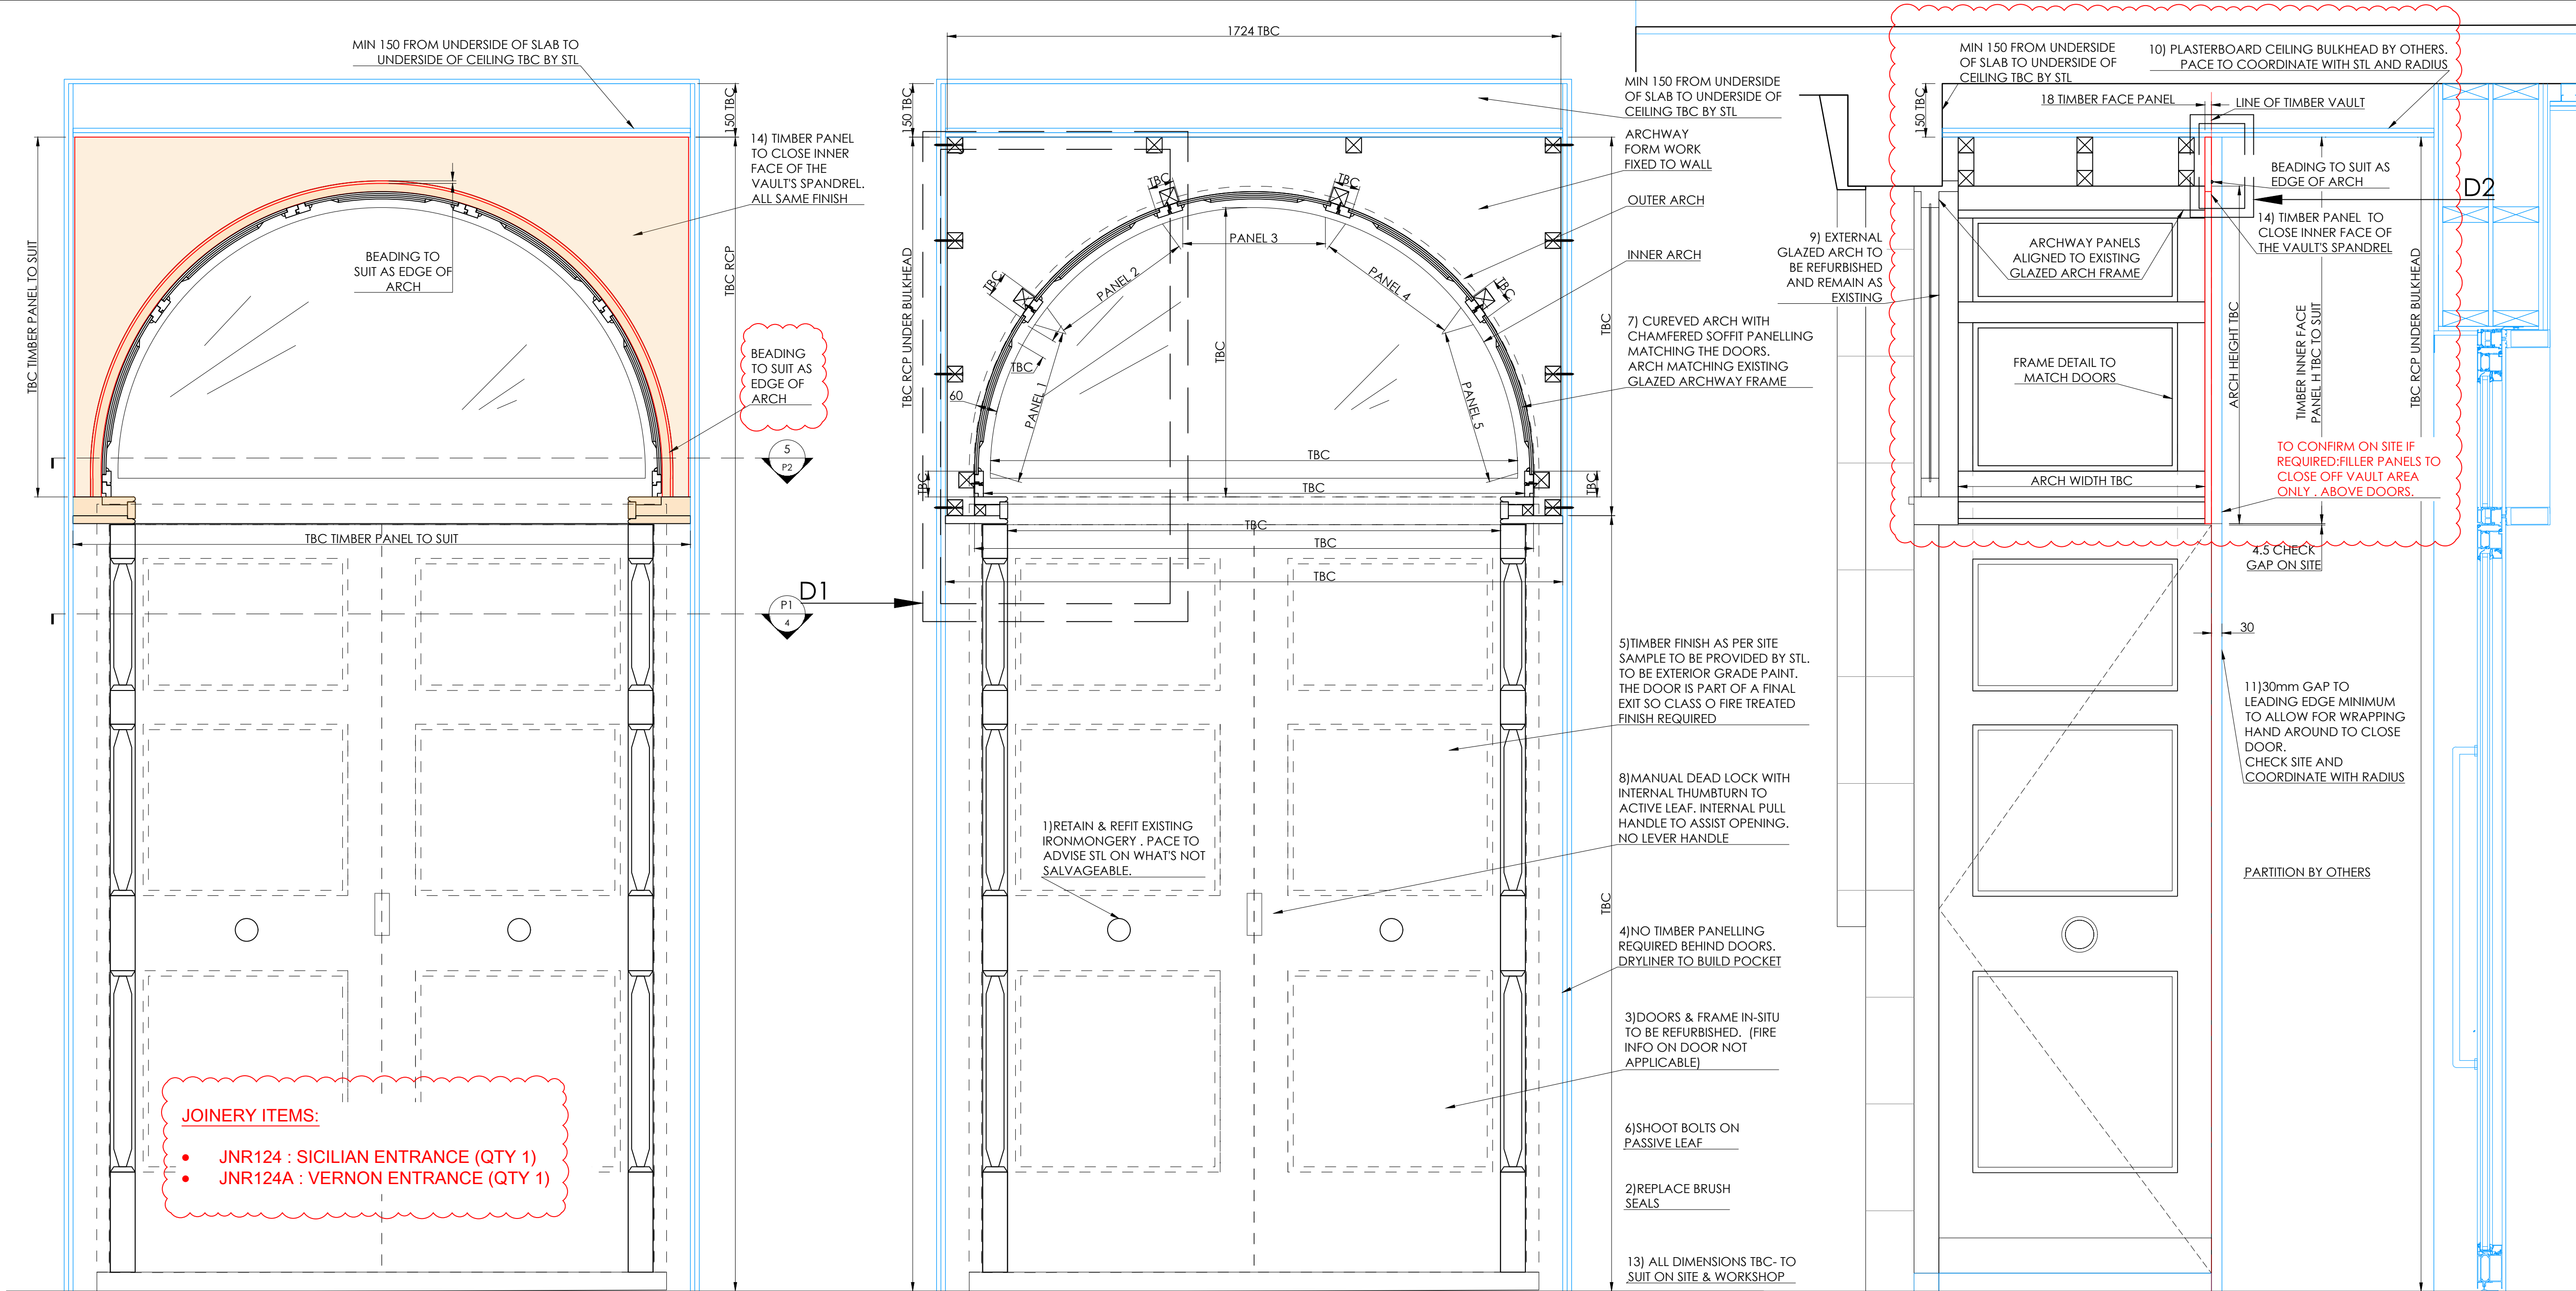 MIN 150 FROM UNDERSIDE OF SLAB TO
UNDERSIDE OF CEILING TBC BY STL
150 TBC
14) TIMBER PANEL
TO CLOSE INNER
FACE OF THE
VAULT'S SPANDREL.
ALL SAME FINISH
TBC TIMBER PANEL TO SUIT
BEADING TO
SUIT AS EDGE OF
ARCH
TBC RCP
BEADING
TO SUIT AS
EDGE OF
ARCH
5
P2
TBC TIMBER PANEL TO SUIT
P1
4
D1
JOINERY ITEMS:
• JNR124 : SICILIAN ENTRANCE (QTY 1)
• JNR124A : VERNON ENTRANCE (QTY 1)
1724 TBC
150 TBC
TBC RCP UNDER BULKHEAD
TBC
TBC
TBC
TBC
TBC
PANEL 1
PANEL 2
PANEL 3
PANEL 4
PANEL 5
60
TBC
TBC
TBC
TBC
TBC
TBC
TBC
TBC
TBC
TBC
1)RETAIN & REFIT EXISTING
IRONMONGERY . PACE TO
ADVISE STL ON WHAT'S NOT
SALVAGEABLE.
MIN 150 FROM UNDERSIDE
OF SLAB TO UNDERSIDE OF
CEILING TBC BY STL
ARCHWAY
FORM WORK
FIXED TO WALL
OUTER ARCH
INNER ARCH
7) CUREVED ARCH WITH
CHAMFERED SOFFIT PANELLING
MATCHING THE DOORS.
ARCH MATCHING EXISTING
GLAZED ARCHWAY FRAME
5)TIMBER FINISH AS PER SITE
SAMPLE TO BE PROVIDED BY STL.
TO BE EXTERIOR GRADE PAINT.
THE DOOR IS PART OF A FINAL
EXIT SO CLASS O FIRE TREATED
FINISH REQUIRED
8)MANUAL DEAD LOCK WITH
INTERNAL THUMBTURN TO
ACTIVE LEAF. INTERNAL PULL
HANDLE TO ASSIST OPENING.
NO LEVER HANDLE
4)NO TIMBER PANELLING
REQUIRED BEHIND DOORS.
DRYLINER TO BUILD POCKET
3)DOORS & FRAME IN-SITU
TO BE REFURBISHED. (FIRE
INFO ON DOOR NOT
APPLICABLE)
6)SHOOT BOLTS ON
PASSIVE LEAF
2)REPLACE BRUSH
SEALS
13) ALL DIMENSIONS TBC- TO
SUIT ON SITE & WORKSHOP
MIN 150 FROM UNDERSIDE
OF SLAB TO UNDERSIDE OF
CEILING TBC BY STL
10) PLASTERBOARD CEILING BULKHEAD BY OTHERS.
PACE TO COORDINATE WITH STL AND RADIUS
150 TBC
18 TIMBER FACE PANEL
LINE OF TIMBER VAULT
BEADING TO SUIT AS
EDGE OF ARCH
D2
14) TIMBER PANEL TO
CLOSE INNER FACE OF
THE VAULT'S SPANDREL
9) EXTERNAL
GLAZED ARCH TO
BE REFURBISHED
AND REMAIN AS
EXISTING
ARCHWAY PANELS
ALIGNED TO EXISTING
GLAZED ARCH FRAME
FRAME DETAIL TO
MATCH DOORS
ARCH HEIGHT TBC
TIMBER INNER FACE
PANEL H TBC TO SUIT
TBC RCP UNDER BULKHEAD
TO CONFIRM ON SITE IF
REQUIRED:FILLER PANELS TO
CLOSE OFF VAULT AREA
ONLY . ABOVE DOORS.
ARCH WIDTH TBC
4.5 CHECK
GAP ON SITE
30
11)30mm GAP TO
LEADING EDGE MINIMUM
TO ALLOW FOR WRAPPING
HAND AROUND TO CLOSE
DOOR.
CHECK SITE AND
COORDINATE WITH RADIUS
PARTITION BY OTHERS